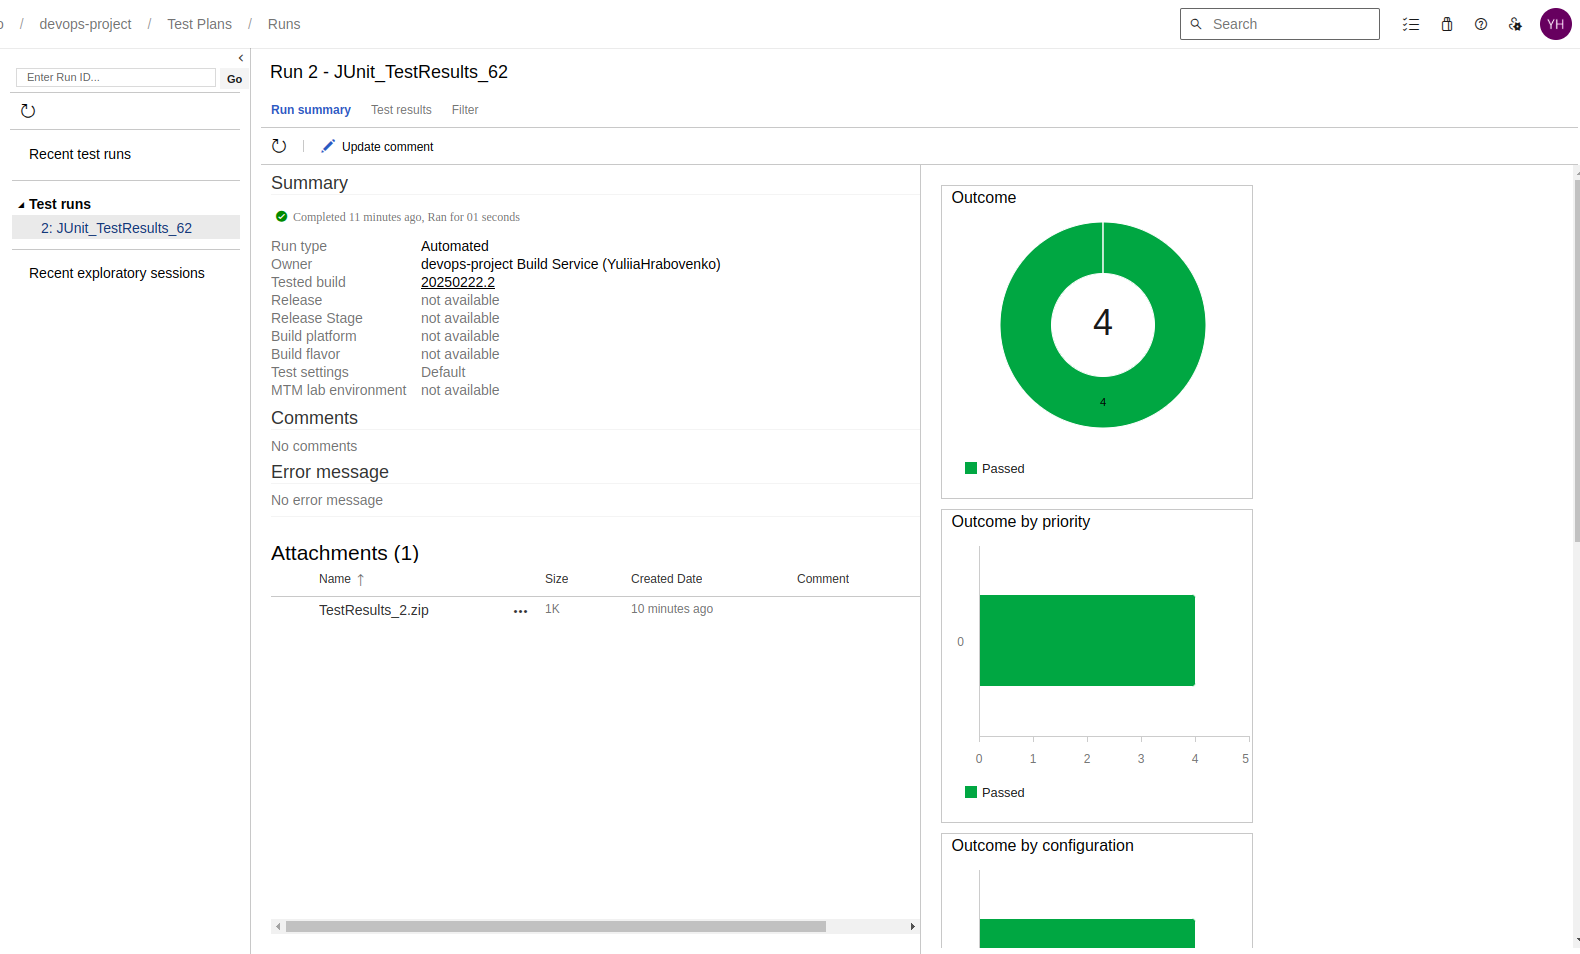 / devops-project / Test Plans / Runs
Search
YH
Enter Run ID...
Go
Recent test runs
Test runs
2: JUnit_TestResults_62
Recent exploratory sessions
Run 2 - JUnit_TestResults_62
Run summary Test results Filter
Update comment
Summary
Completed 11 minutes ago, Ran for 01 seconds
Run type Automated
Owner devops-project Build Service (YuliiaHrabovenko)
Tested build 20250222.2
Release not available
Release Stage not available
Build platform not available
Build flavor not available
Test settings Default
MTM lab environment not available
Comments
No comments
Error message
No error message
Attachments (1)
Name Size Created Date Comment
TestResults_2.zip ... 1K 10 minutes ago
Outcome
4
4
Passed
Outcome by priority
0
0 1 2 3 4 5
Passed
Outcome by configuration